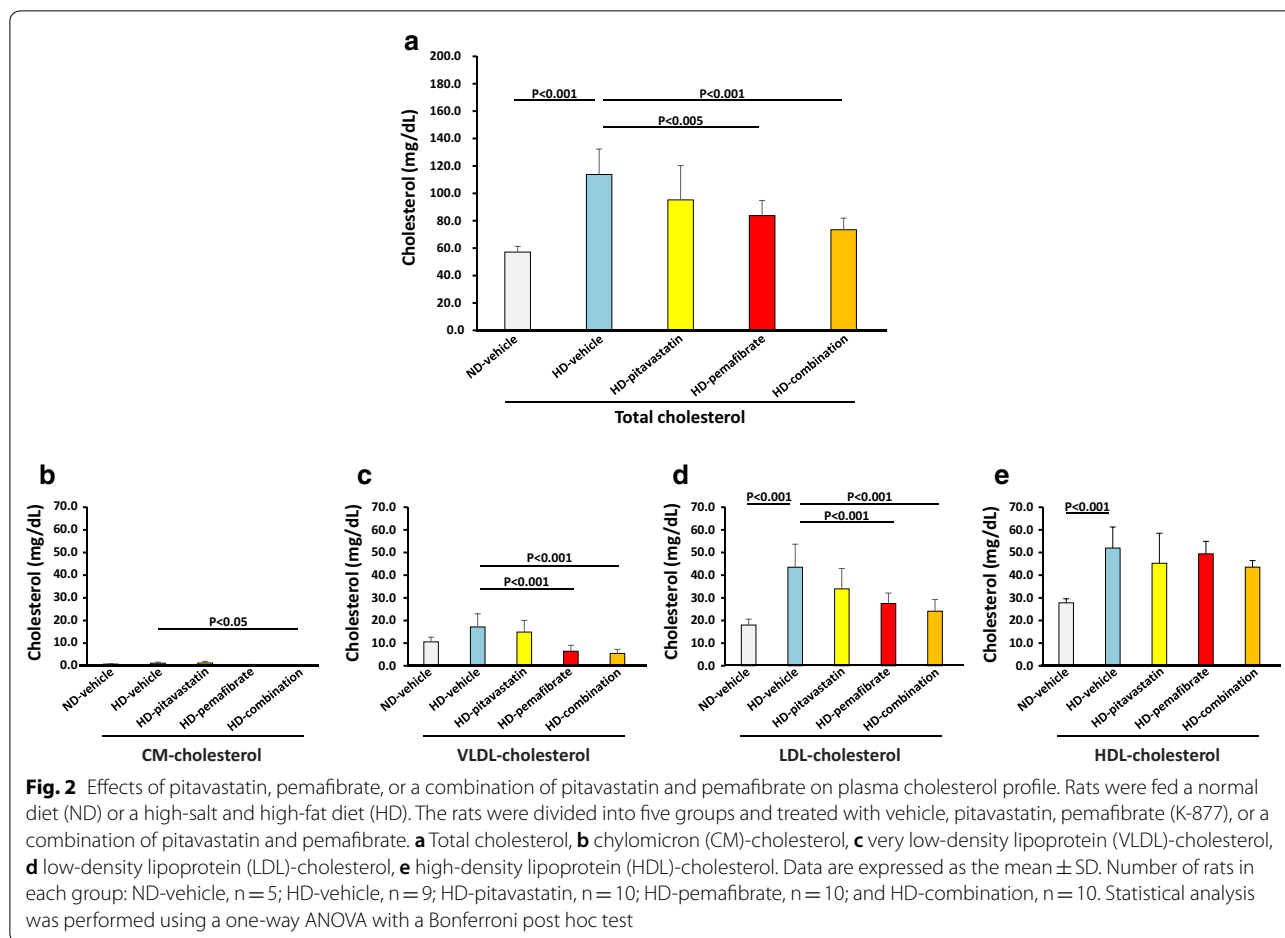 a
200.0
180.0
160.0
140.0
120.0
100.0
80.0
60.0
40.0
20.0
0.0
Cholesterol (mg/dL)
P<0.001
P<0.001
P<0.005
ND-vehicle
HD-vehicle
HD-pitavastatin
HD-pemafibrate
HD-combination
Total cholesterol
b
70.0
60.0
50.0
40.0
30.0
20.0
10.0
0.0
Cholesterol (mg/dL)
P<0.05
ND-vehicle
HD-vehicle
HD-pitavastatin
HD-pemafibrate
HD-combination
CM-cholesterol
c
70.0
60.0
50.0
40.0
30.0
20.0
10.0
0.0
Cholesterol (mg/dL)
P<0.001
P<0.001
ND-vehicle
HD-vehicle
HD-pitavastatin
HD-pemafibrate
HD-combination
VLDL-cholesterol
d
70.0
60.0
50.0
40.0
30.0
20.0
10.0
0.0
Cholesterol (mg/dL)
P<0.001
P<0.001
P<0.001
ND-vehicle
HD-vehicle
HD-pitavastatin
HD-pemafibrate
HD-combination
LDL-cholesterol
e
70.0
60.0
50.0
40.0
30.0
20.0
10.0
0.0
Cholesterol (mg/dL)
P<0.001
ND-vehicle
HD-vehicle
HD-pitavastatin
HD-pemafibrate
HD-combination
HDL-cholesterol
Fig. 2 Effects of pitavastatin, pemafibrate, or a combination of pitavastatin and pemafibrate on plasma cholesterol profile. Rats were fed a normal
diet (ND) or a high-salt and high-fat diet (HD). The rats were divided into five groups and treated with vehicle, pitavastatin, pemafibrate (K-877), or a
combination of pitavastatin and pemafibrate. a Total cholesterol, b chylomicron (CM)-cholesterol, c very low-density lipoprotein (VLDL)-cholesterol,
d low-density lipoprotein (LDL)-cholesterol, e high-density lipoprotein (HDL)-cholesterol. Data are expressed as the mean ± SD. Number of rats in
each group: ND-vehicle, n = 5; HD-vehicle, n = 9; HD-pitavastatin, n = 10; HD-pemafibrate, n = 10; and HD-combination, n = 10. Statistical analysis
was performed using a one-way ANOVA with a Bonferroni post hoc test